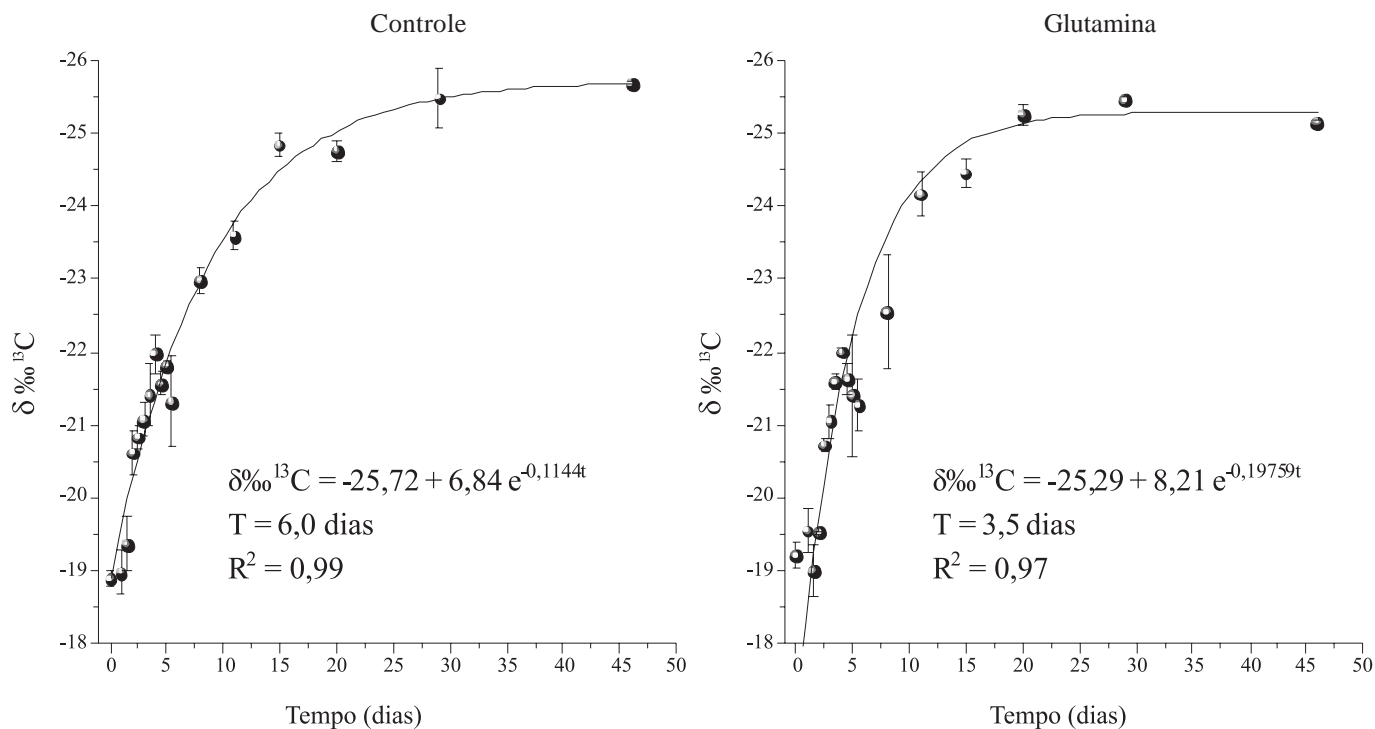 Controle
-26
-25
-24
-23
-22
-21
-20
-19
-18
δ‰ ¹³C
0 5 10 15 20 25 30 35 40 45 50
Tempo (dias)
δ‰¹³C = -25,72 + 6,84 e^-0,1144t
T = 6,0 dias
R² = 0,99
Glutamina
-26
-25
-24
-23
-22
-21
-20
-19
-18
δ‰ ¹³C
0 5 10 15 20 25 30 35 40 45 50
Tempo (dias)
δ‰¹³C = -25,29 + 8,21 e^-0,19759t
T = 3,5 dias
R² = 0,97